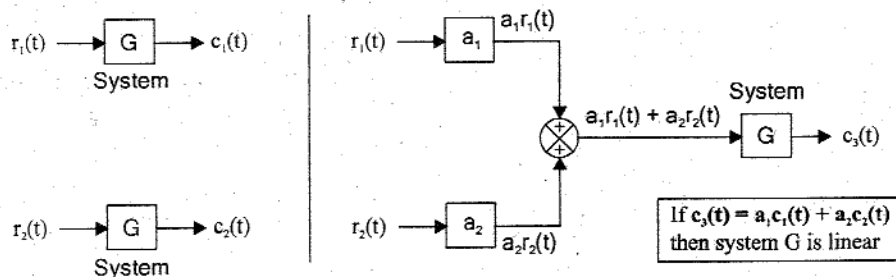 r₁(t)
G
c₁(t)
System
r₂(t)
G
c₂(t)
System
r₁(t)
a₁
a₁r₁(t)
+
+
a₁r₁(t) + a₂r₂(t)
System
G
c₃(t)
r₂(t)
a₂
a₂r₂(t)
If c₃(t) = a₁c₁(t) + a₂c₂(t)
then system G is linear